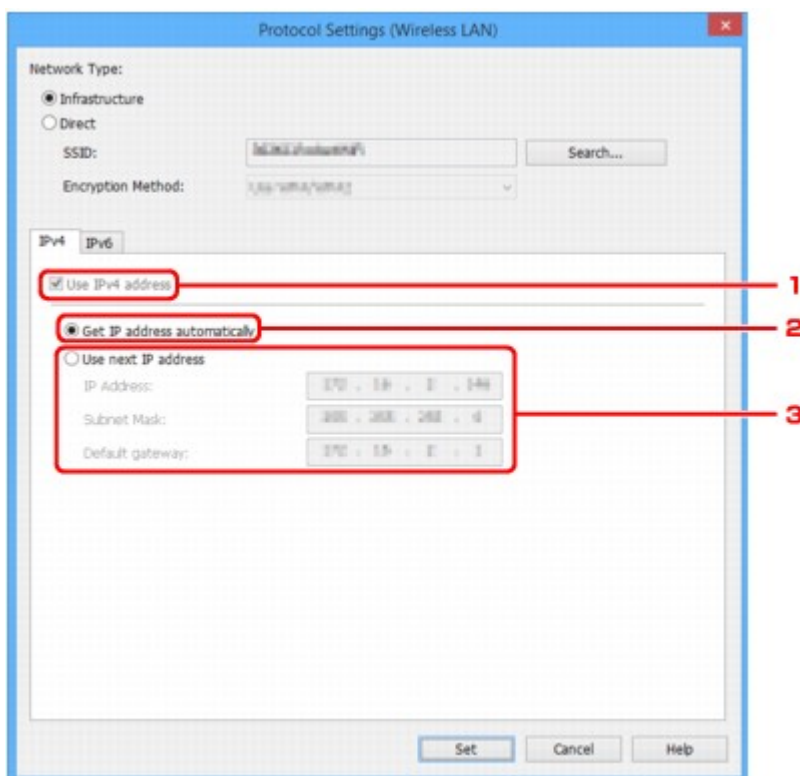 Protocol Settings (Wireless LAN)
Network Type:
Infrastructure
Direct
SSID:
Search...
Encryption Method:
IPv4 IPv6
Use IPv4 address
1
Get IP address automatically
2
Use next IP address
IP Address:
Subnet Mask:
3
Default gateway:
Set Cancel Help